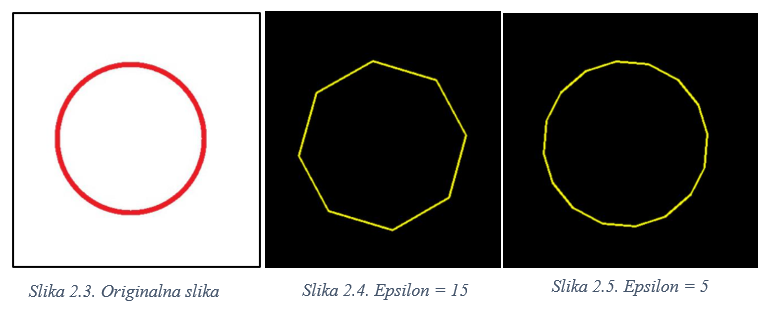 Slika 2.3. Originalna slika
Slika 2.4. Epsilon = 15
Slika 2.5. Epsilon = 5